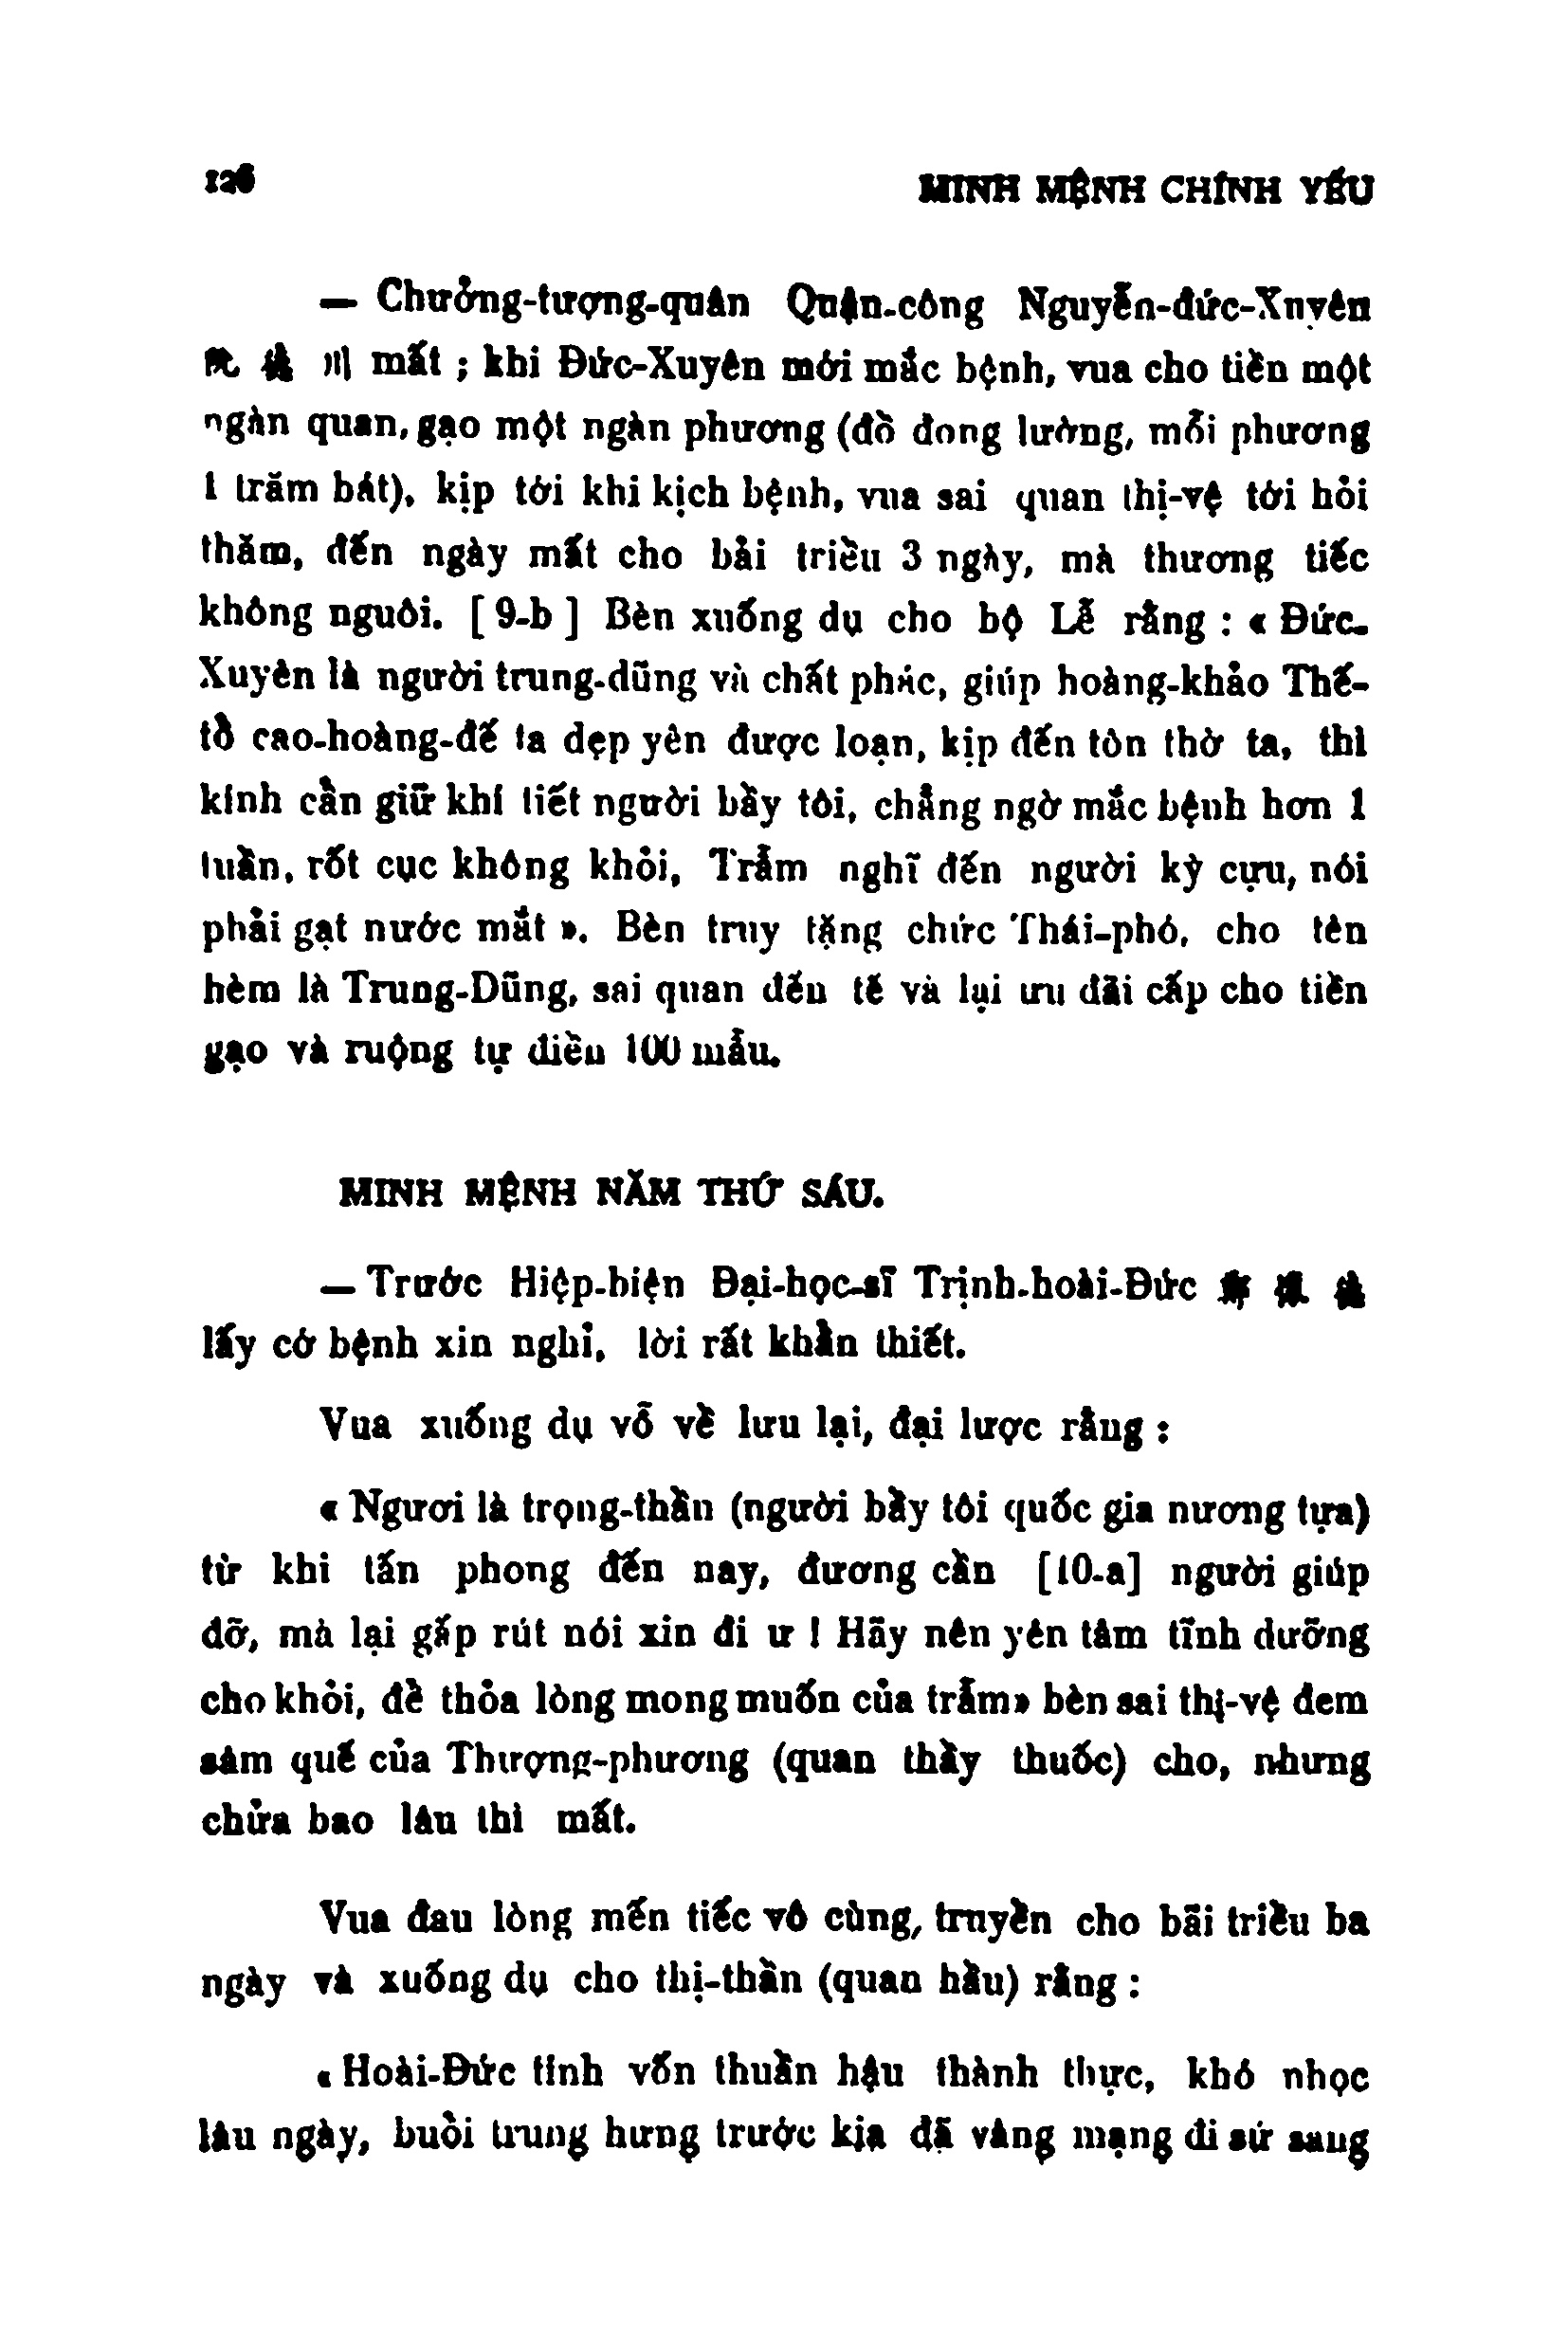 126 MINH MỆNH CHÍNH YẾU
— Chưởng-tượng-quân Quận-công Nguyễn-đức-Xuyên
阮 德 川 mất ; khi Đức-Xuyên mới mắc bệnh, vua cho tiền một
ngàn quan, gạo một ngàn phương (đồ đong lường, mỗi phương
1 trăm bát), kịp tới khi kịch bệnh, vua sai quan thị-vệ tới hỏi
thăm, đến ngày mất cho bải triều 3 ngày, mà thương tiếc
không nguôi. [ 9-b ] Bèn xuống dụ cho bộ Lễ rằng : « Đức-
Xuyên là người trung-dũng và chất phác, giúp hoàng-khảo Thế-
tổ cao-hoàng-đế ta dẹp yên được loạn, kịp đến tôn thờ ta, thì
kính cần giữ khí tiết người bầy tôi, chẳng ngờ mắc bệnh hơn 1
tuần, rốt cục không khỏi, Trẫm nghĩ đến người kỳ cựu, nói
phải gạt nước mắt ». Bèn truy tặng chức Thái-phó, cho tên
hèm là Trung-Dũng, sai quan đến tế và lại ưu đãi cấp cho tiền
gạo và ruộng tự điền 100 mẫu.
MINH MỆNH NĂM THỨ SÁU.
— Trước Hiệp-biện Đại-học-sĩ Trịnh-hoài-Đức 鄭 懷 德
lấy cớ bệnh xin nghỉ, lời rất khẩn thiết.
Vua xuống dụ vỗ về lưu lại, đại lược rằng :
« Ngươi là trọng-thần (người bầy tôi quốc gia nương tựa)
từ khi tấn phong đến nay, đương cần [10-a] người giúp
đỡ, mà lại gấp rút nói xin đi ư ! Hãy nên yên tâm tĩnh dưỡng
cho khỏi, để thỏa lòng mong muốn của trẫm» bèn sai thị-vệ đem
sâm quế của Thượng-phương (quan thầy thuốc) cho, nhưng
chửa bao lâu thì mất.
Vua đau lòng mến tiếc vô cùng, truyền cho bãi triều ba
ngày và xuống dụ cho thị-thần (quan hầu) rằng :
« Hoài-Đức tính vốn thuần hậu thành thực, khó nhọc
lâu ngày, buổi trung hưng trước kia đã vâng mạng đi sứ sang